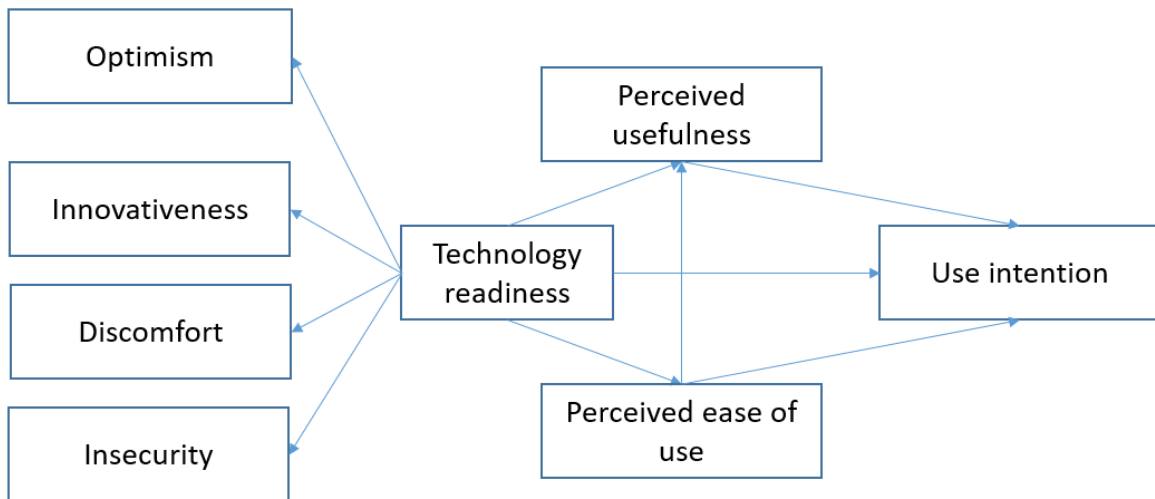 Optimism
Innovativeness
Discomfort
Insecurity
Technology
readiness
Perceived
usefulness
Perceived ease of
use
Use intention